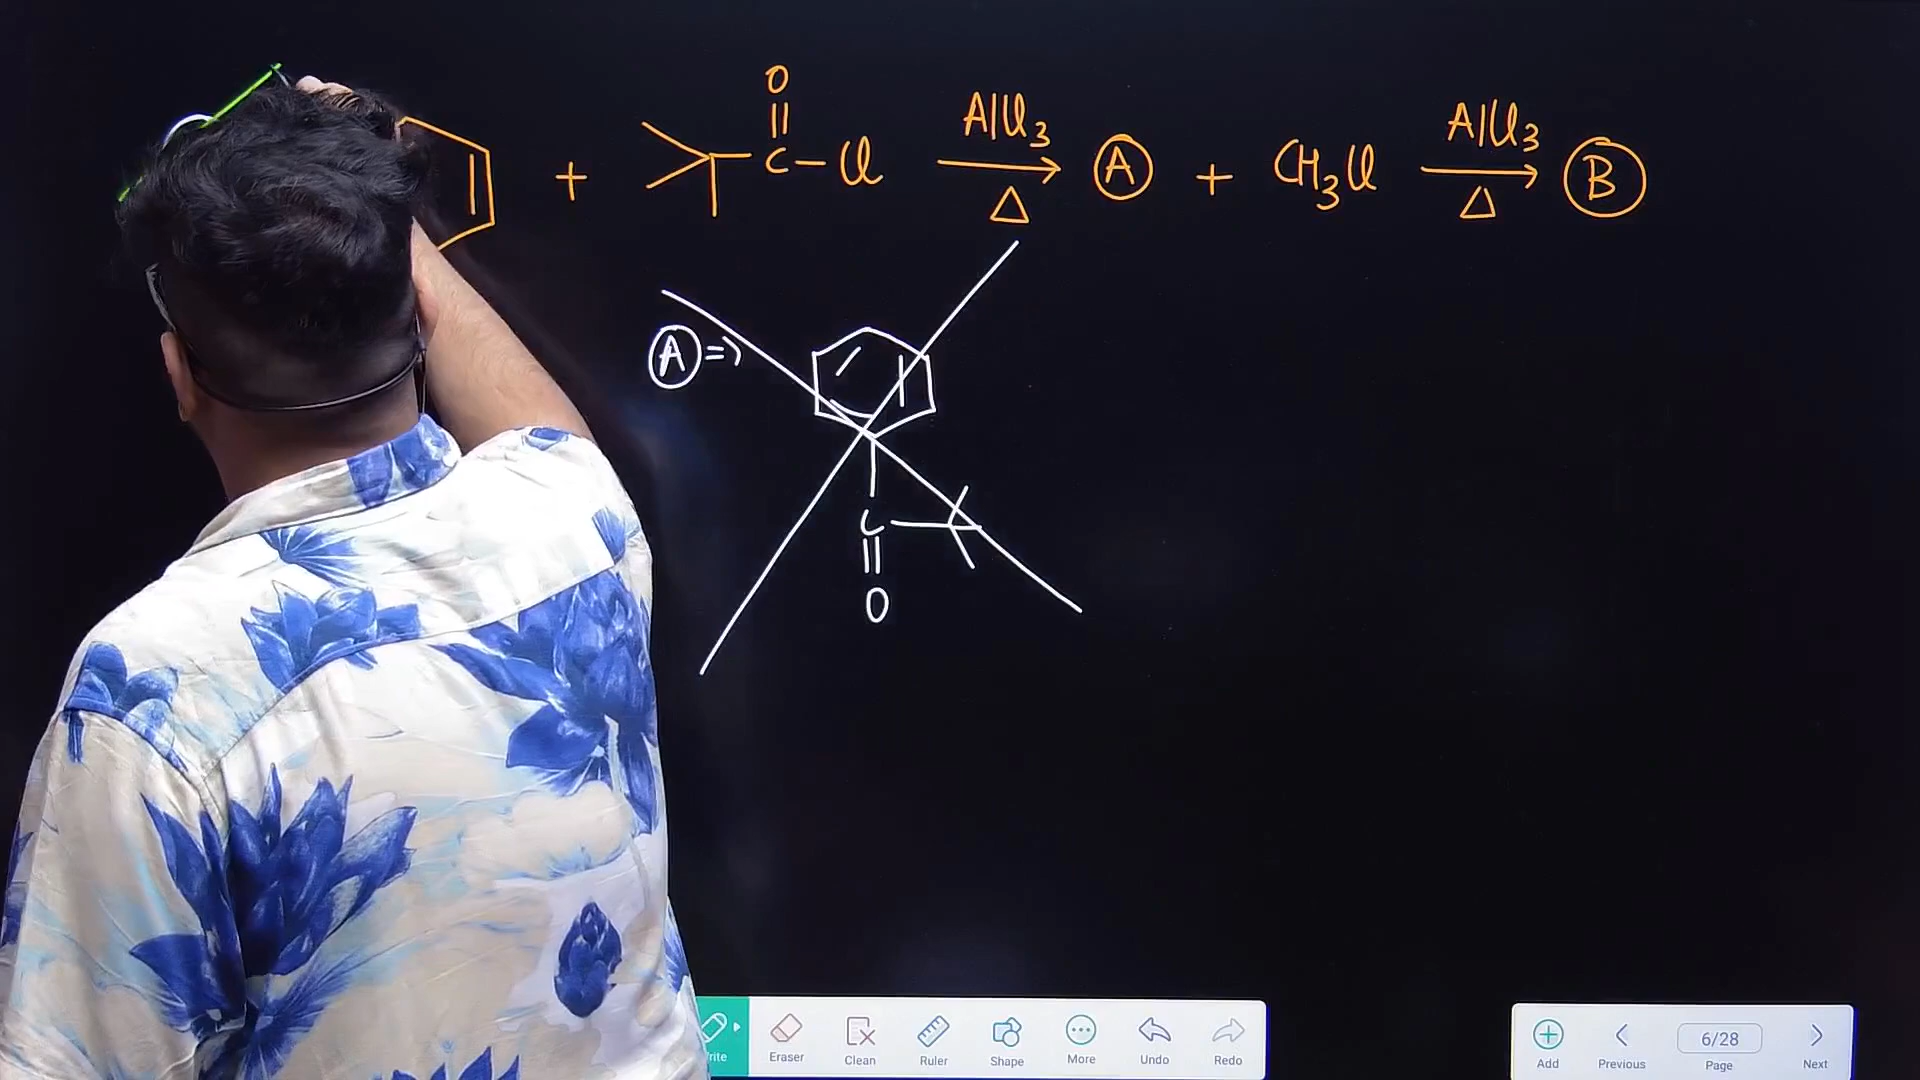 O
+ C–Cl AlCl3 Δ A + CH3Cl AlCl3 Δ B
A ⇒
C
O
Eraser Clean Ruler Shape More Undo Redo
Add Previous 6/28 Page Next